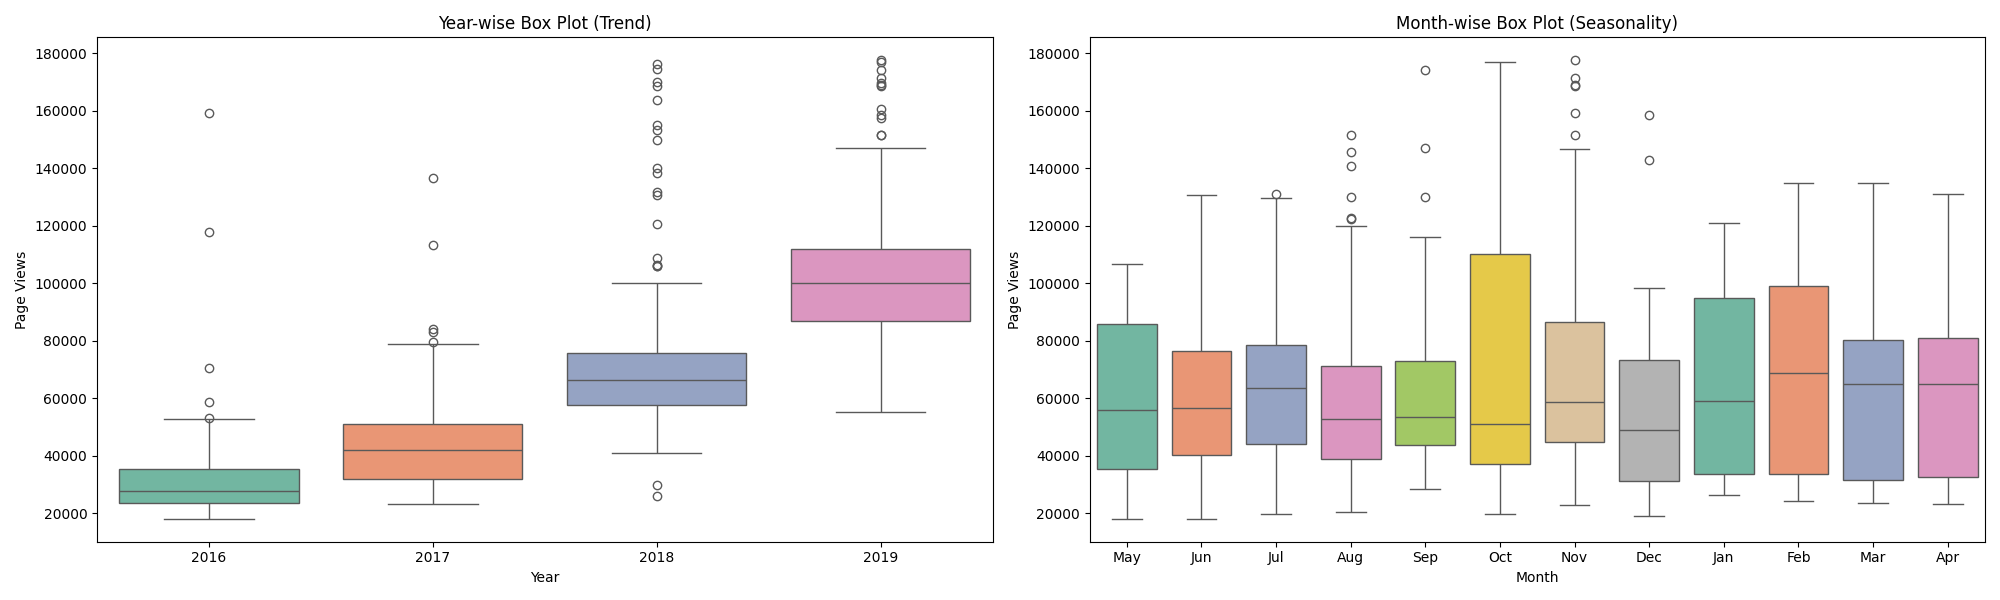 Year-wise Box Plot (Trend)
180000
160000
140000
120000
100000
80000
60000
40000
20000
Page Views
2016 2017 2018 2019
Year
Month-wise Box Plot (Seasonality)
180000
160000
140000
120000
100000
80000
60000
40000
20000
Page Views
May Jun Jul Aug Sep Oct Nov Dec Jan Feb Mar Apr
Month